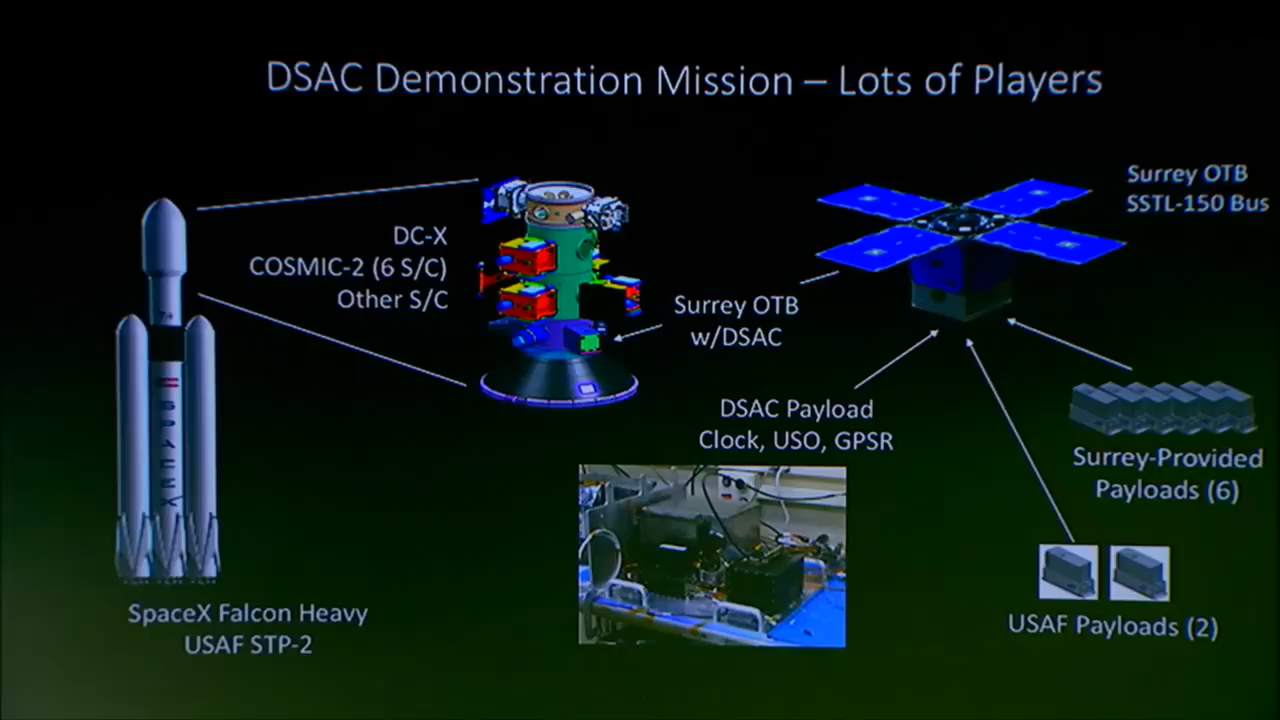 DSAC Demonstration Mission – Lots of Players
Surrey OTB
SSTL-150 Bus
DC-X
COSMIC-2 (6 S/C)
Other S/C
Surrey OTB
w/DSAC
DSAC Payload
Clock, USO, GPSR
Surrey-Provided
Payloads (6)
SPACEX
SpaceX Falcon Heavy
USAF STP-2
USAF Payloads (2)